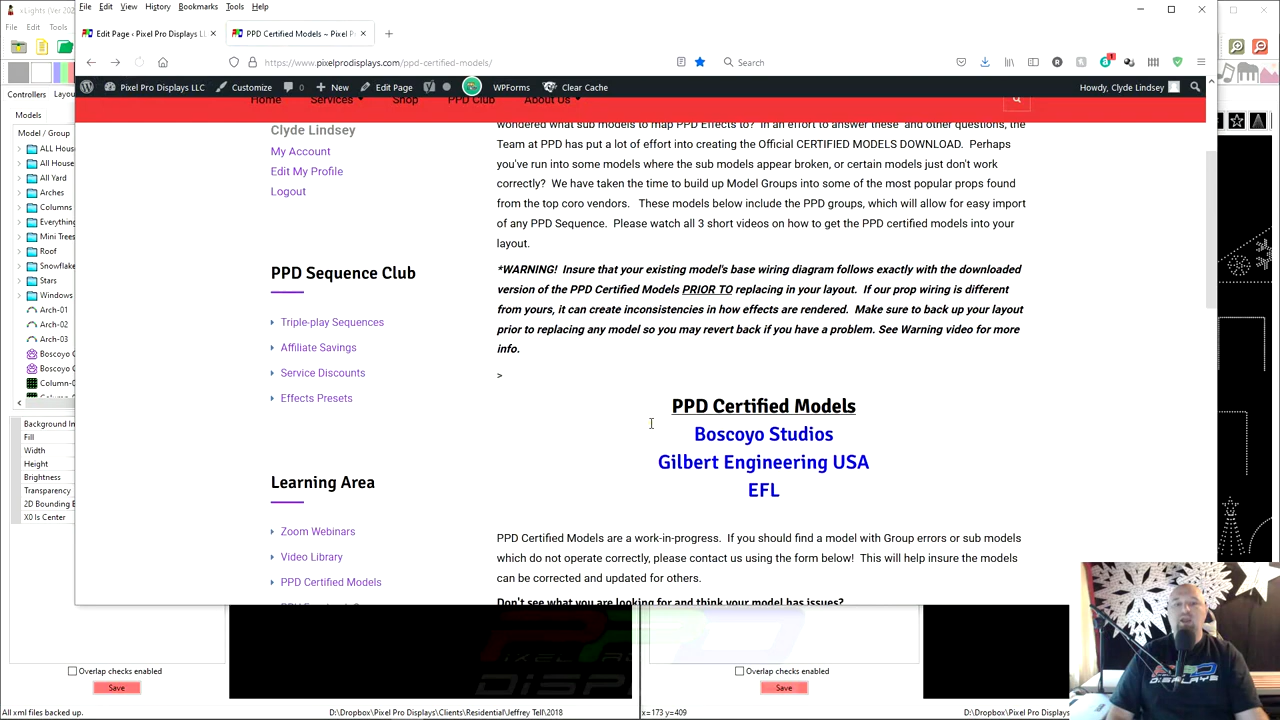 xLights (Ver 202
File Edit Tools
File Edit View History Bookmarks Tools Help
Edit Page ‹ Pixel Pro Displays LL ×
PPD Certified Models ~ Pixel P ×
https://www.pixelprodisplays.com/ppd-certified-models/
Search
Pixel Pro Displays LLC Customize 0 New Edit Page WPForms Clear Cache
Howdy, Clyde Lindsey
Home Services Shop PPD Club About Us
Controllers Layou
Models
Model / Group
ALL Hous
All House
All Yard
Arches
Columns
Everythin
Mini Trees
Roof
Snowflake
Stars
Windows
Arch-01
Arch-02
Arch-03
Boscoyo
Boscoyo
Column-0
Background Im
Fill
Width
Height
Brightness
Transparency
2D Bounding B
X0 Is Center
Clyde Lindsey
My Account
Edit My Profile
Logout
PPD Sequence Club
Triple-play Sequences
Affiliate Savings
Service Discounts
Effects Presets
Learning Area
Zoom Webinars
Video Library
PPD Certified Models
wondered what sub models to map PPD Effects to? In an effort to answer these and other questions, the
Team at PPD has put a lot of effort into creating the Official CERTIFIED MODELS DOWNLOAD. Perhaps
you've run into some models where the sub models appear broken, or certain models just don't work
correctly? We have taken the time to build up Model Groups into some of the most popular props found
from the top coro vendors. These models below include the PPD groups, which will allow for easy import
of any PPD Sequence. Please watch all 3 short videos on how to get the PPD certified models into your
layout.
*WARNING! Insure that your existing model's base wiring diagram follows exactly with the downloaded
version of the PPD Certified Models PRIOR TO replacing in your layout. If our prop wiring is different
from yours, it can create inconsistencies in how effects are rendered. Make sure to back up your layout
prior to replacing any model so you may revert back if you have a problem. See Warning video for more
info.
>
PPD Certified Models
Boscoyo Studios
Gilbert Engineering USA
EFL
PPD Certified Models are a work-in-progress. If you should find a model with Group errors or sub models
which do not operate correctly, please contact us using the form below! This will help insure the models
can be corrected and updated for others.
Don't see what you are looking for and think your model has issues?
Overlap checks enabled
Save
Overlap checks enabled
Save
All xml files backed up.
D:\Dropbox\Pixel Pro Displays\Clients\Residential\Jeffrey Tell\2018
x=173 y=409
D:\Dropbox\Pixel Pro Displays
PPD
DISPLAYS